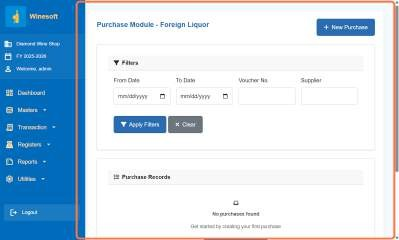 Winesoft
Diamond Wine Shop
FY 2025-2026
Welcome, admin
Dashboard
Masters
Transaction
Registers
Reports
Utilities
Logout
Purchase Module - Foreign Liquor
+ New Purchase
Filters
From Date To Date Voucher No. Supplier
mm/dd/yyyy mm/dd/yyyy
Apply Filters × Clear
Purchase Records
No purchases found
Get started by creating your first purchase